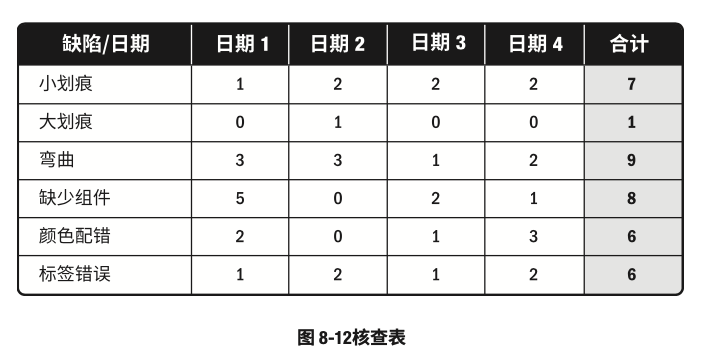 缺陷/日期 日期 1 日期 2 日期 3 日期 4 合计
小划痕 1 2 2 2 7
大划痕 0 1 0 0 1
弯曲 3 3 1 2 9
缺少组件 5 0 2 1 8
颜色配错 2 0 1 3 6
标签错误 1 2 1 2 6
图 8-12核查表